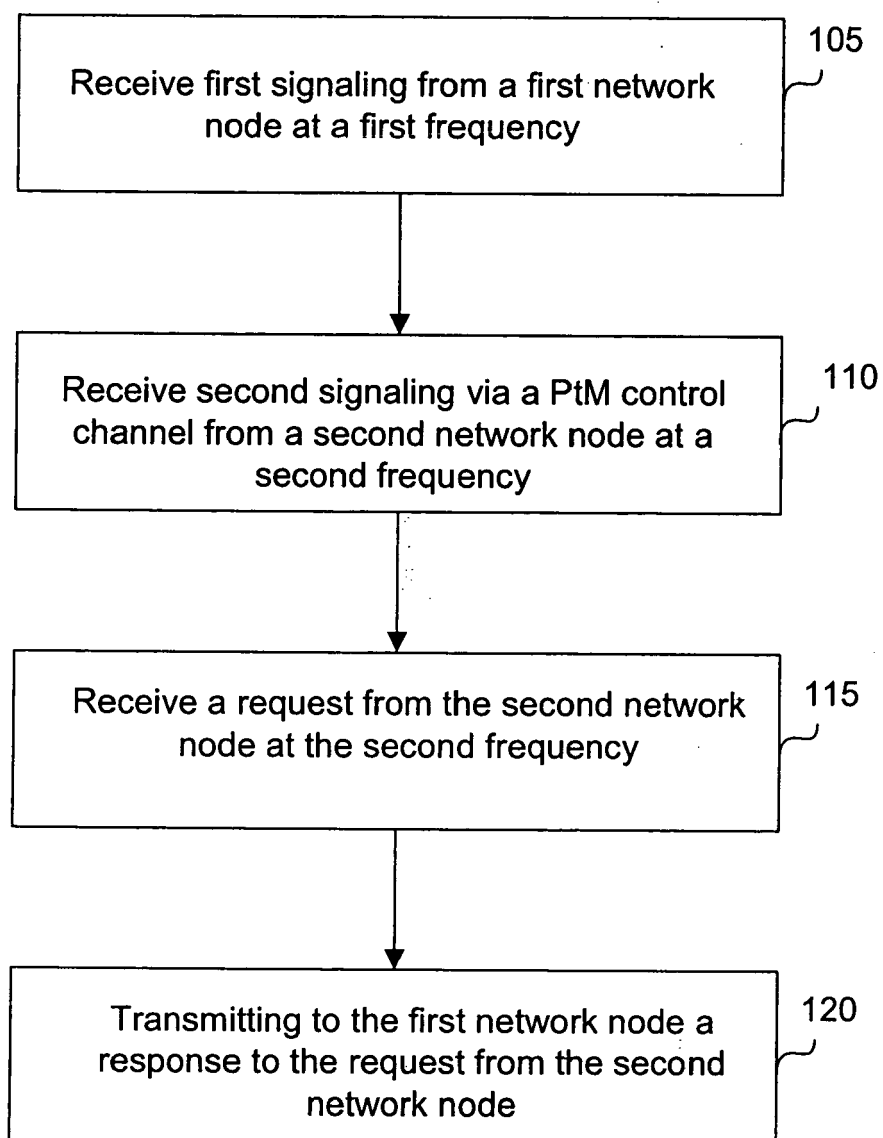 105
Receive first signaling from a first network
node at a first frequency
110
Receive second signaling via a PtM control
channel from a second network node at a
second frequency
115
Receive a request from the second network
node at the second frequency
120
Transmitting to the first network node a
response to the request from the second
network node